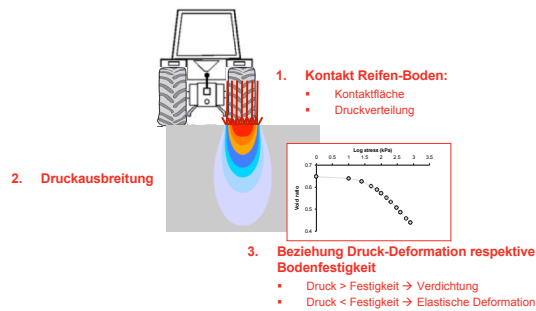 1. Kontakt Reifen-Boden:
▪ Kontaktfläche
▪ Druckverteilung
2. Druckausbreitung
Log stress (kPa)
0 0.5 1 1.5 2 2.5 3 3.5
0.7
0.6
0.5
0.4
Void ratio
3. Beziehung Druck-Deformation respektive
Bodenfestigkeit
▪ Druck > Festigkeit → Verdichtung
▪ Druck < Festigkeit → Elastische Deformation